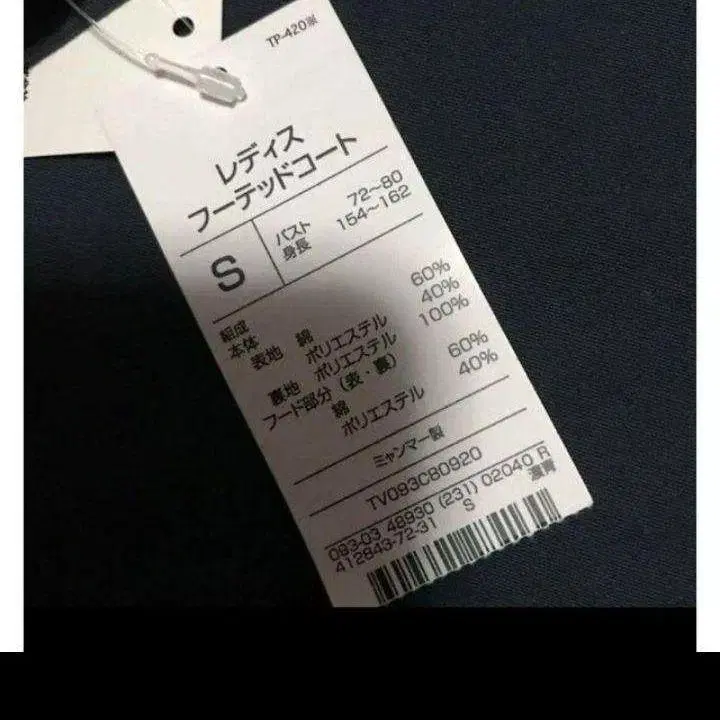 TP-420※
レディス
フーテッドコート
S
バスト 72～80
身長 154～162
組成
本体
表地 綿 60%
ポリエステル 40%
裏地 ポリエステル 100%
フード部分（表・裏）
綿 60%
ポリエステル 40%
ミャンマー製
TV093C80920
093-03 48930 (231) 02040 R
412843-72-31 S 濃青